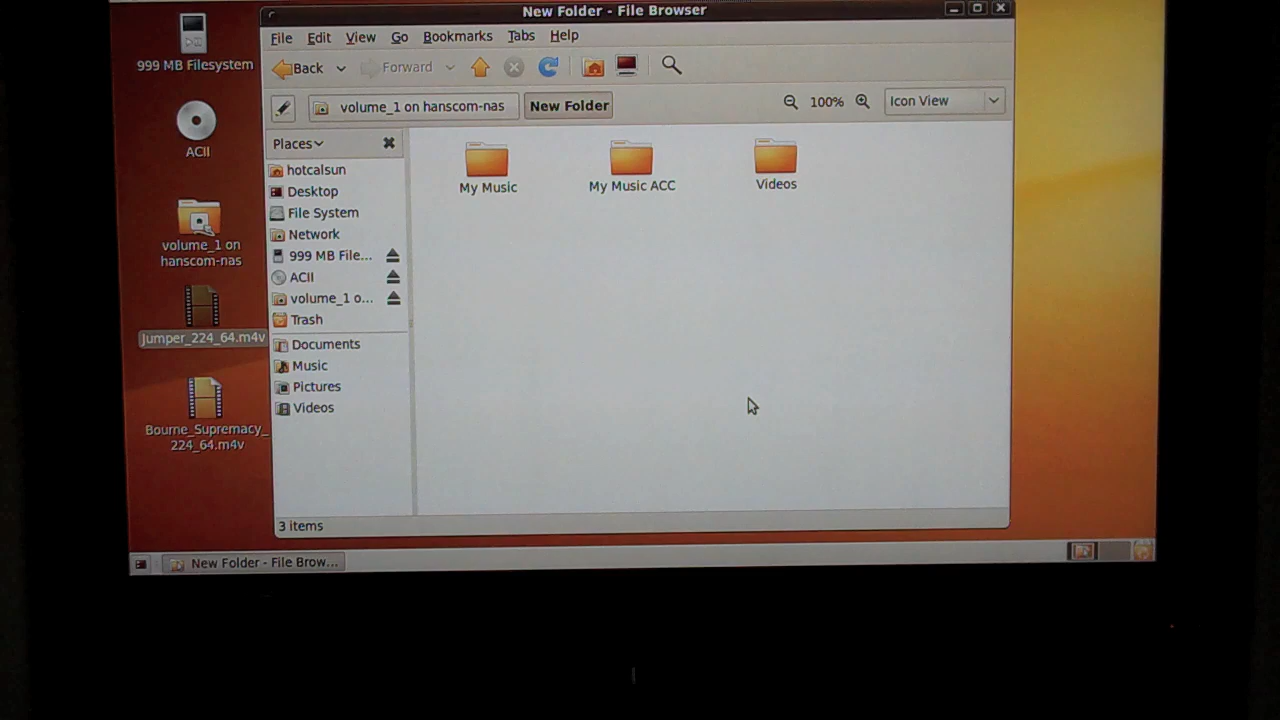 New Folder - File Browser
File Edit View Go Bookmarks Tabs Help
Back Forward
volume_1 on hanscom-nas New Folder 100% Icon View
999 MB Filesystem
ACII
volume_1 on
hanscom-nas
Jumper_224_64.m4v
Bourne_Supremacy_
224_64.m4v
Places
hotcalsun
Desktop
File System
Network
999 MB File...
ACII
volume_1 o...
Trash
Documents
Music
Pictures
Videos
My Music My Music ACC Videos
3 items
New Folder - File Brow...